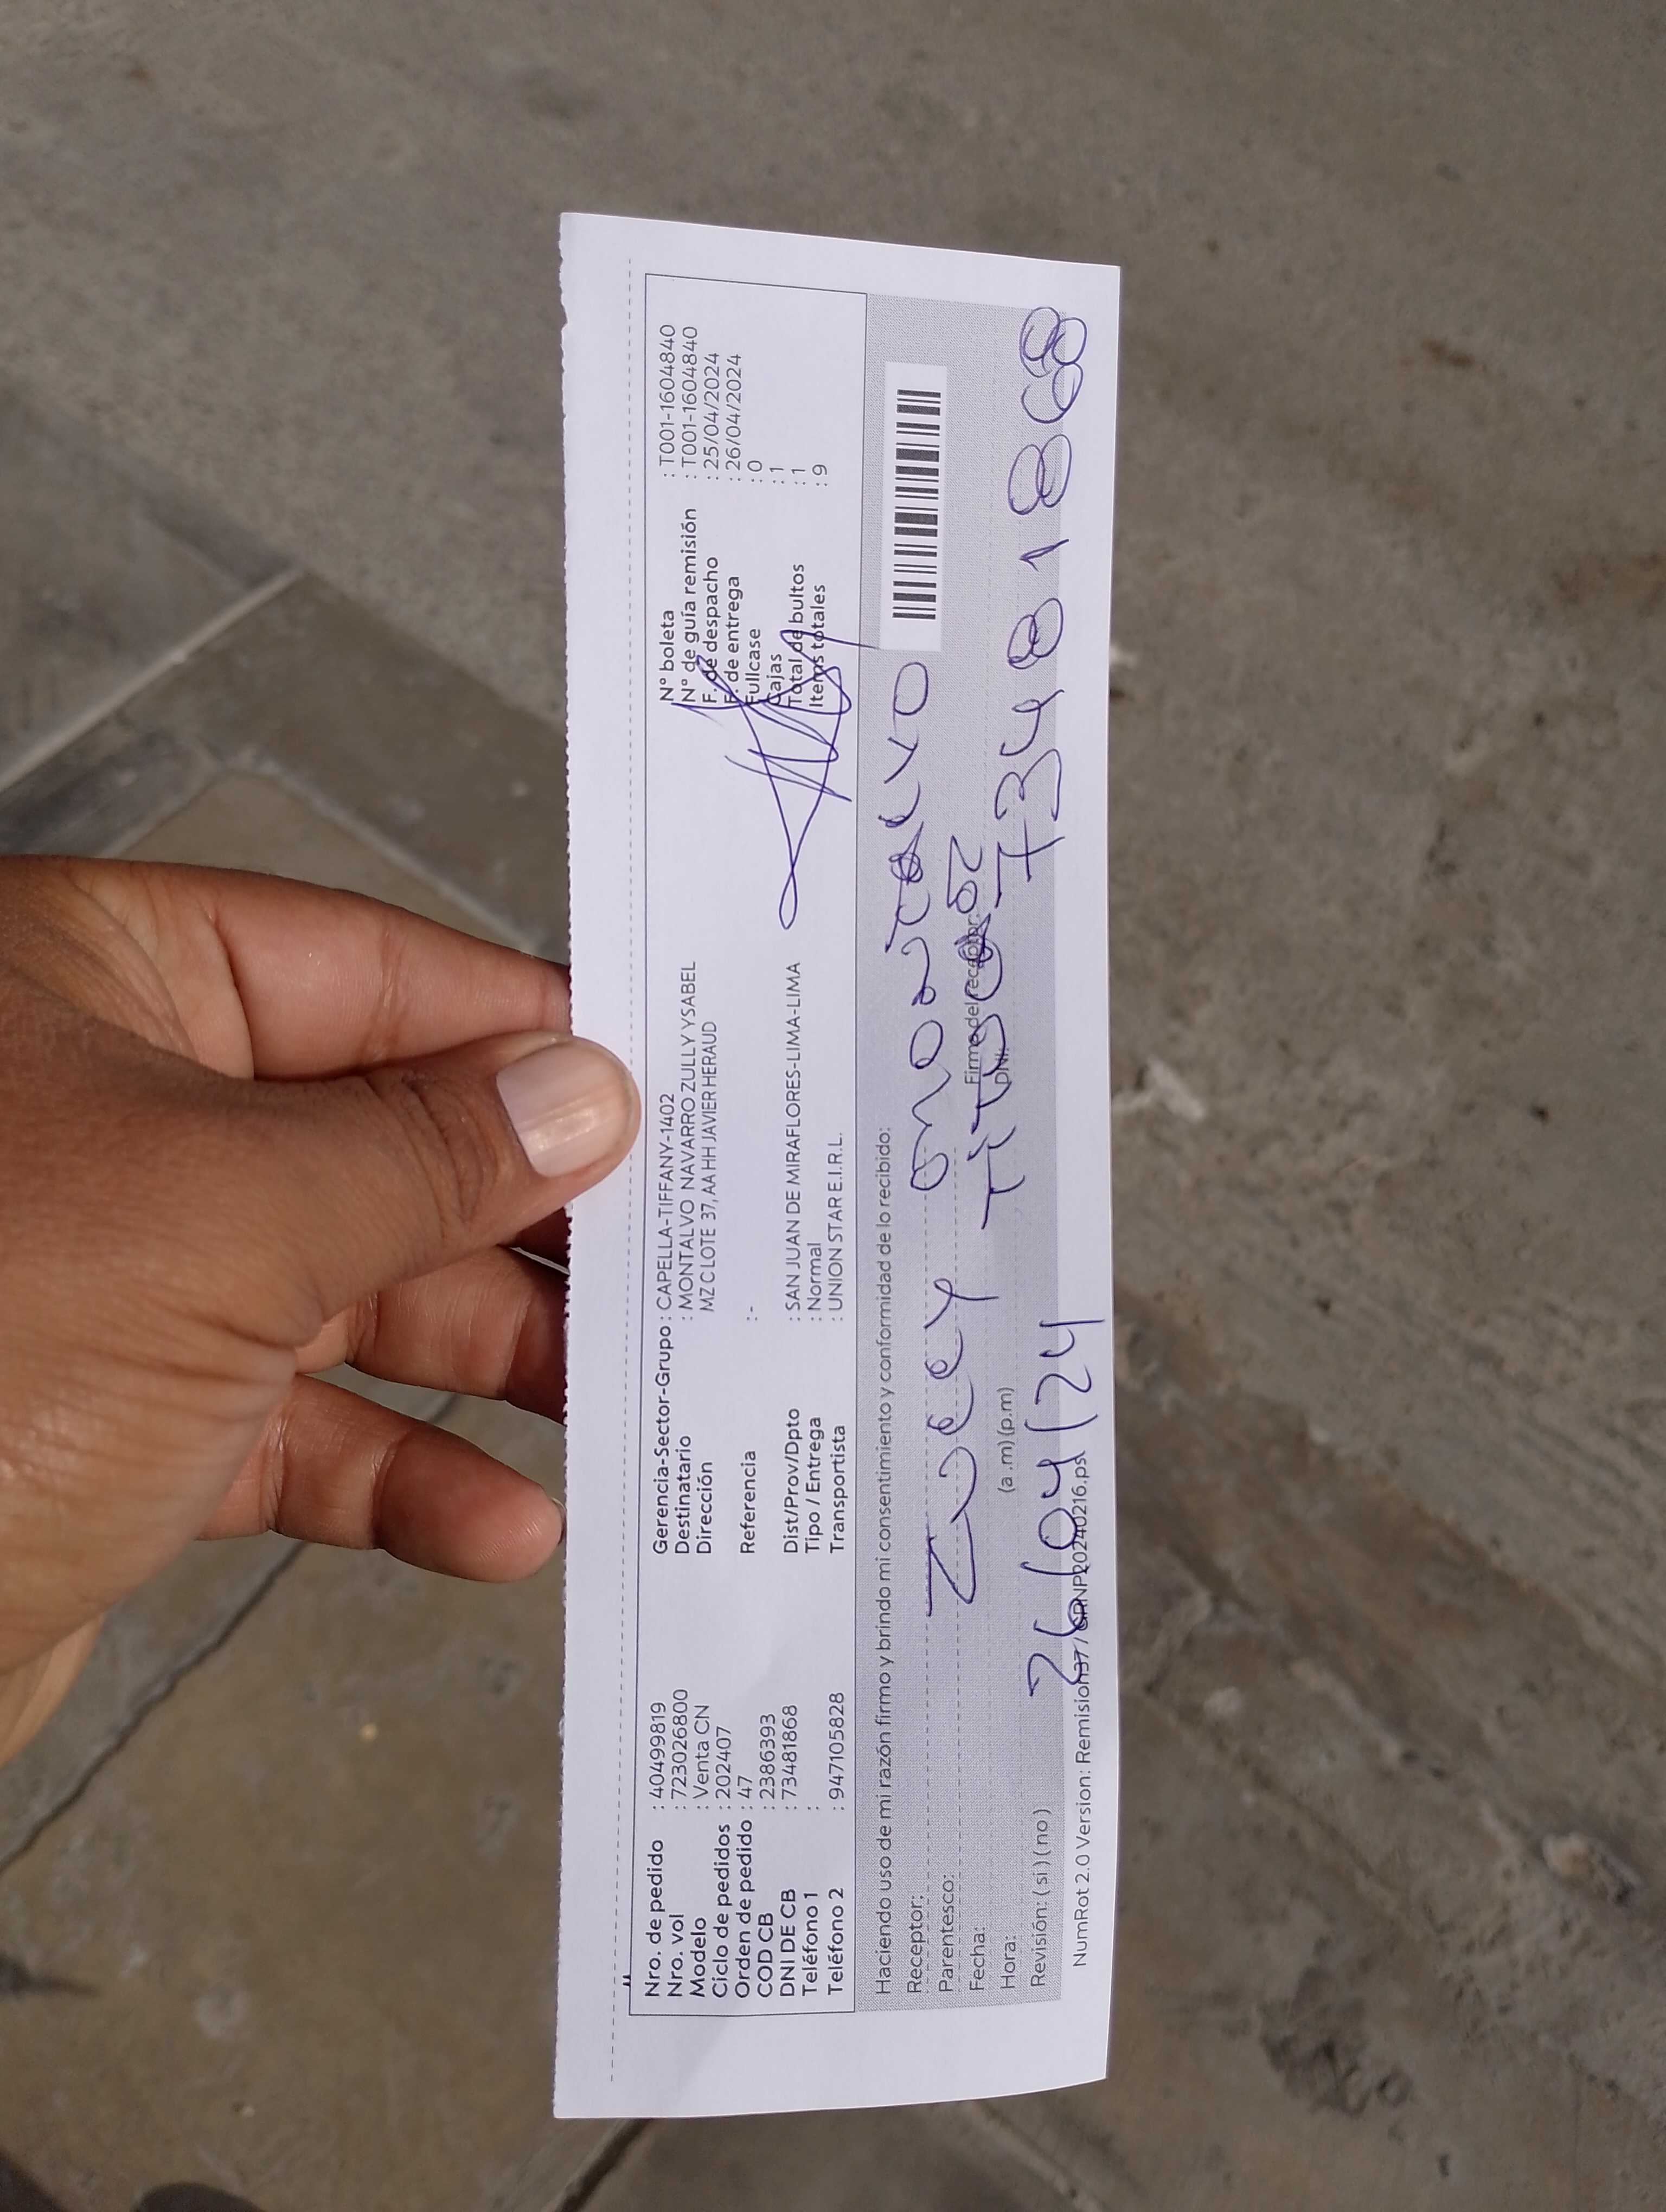 Nro. de pedido : 40499819
Nro. vol : 723026800
Modelo : Venta CN
Ciclo de pedidos : 202407
Orden de pedido : 47
COD CB : 2386393
DNI DE CB : 73481868
Teléfono 1 :
Teléfono 2 : 947105828
Gerencia-Sector-Grupo : CAPELLA-TIFFANY-1402
Destinatario : MONTALVO NAVARRO ZULLY YSABEL
Dirección MZ C LOTE 37, AA HH JAVIER HERAUD
Referencia : -
Dist/Prov/Dpto : SAN JUAN DE MIRAFLORES-LIMA-LIMA
Tipo / Entrega : Normal
Transportista : UNION STAR E.I.R.L.
N° boleta : T001-1604840
N° de guía remisión : T001-1604840
F. de despacho : 25/04/2024
F. de entrega : 26/04/2024
Fullcase : 0
Cajas : 1
Total de bultos : 1
Items totales : 9
Haciendo uso de mi razón firmo y brindo mi consentimiento y conformidad de lo recibido:
Receptor: Zully montalvo
Parentesco: Titular
Fecha: 26/04/24
Hora: (a .m) (p.m)
Revisión: ( si ) ( no )
Firma del receptor:
DNI: 73481868
NumRot 2.0 Version: Remision37 / GRNP20240216.psl